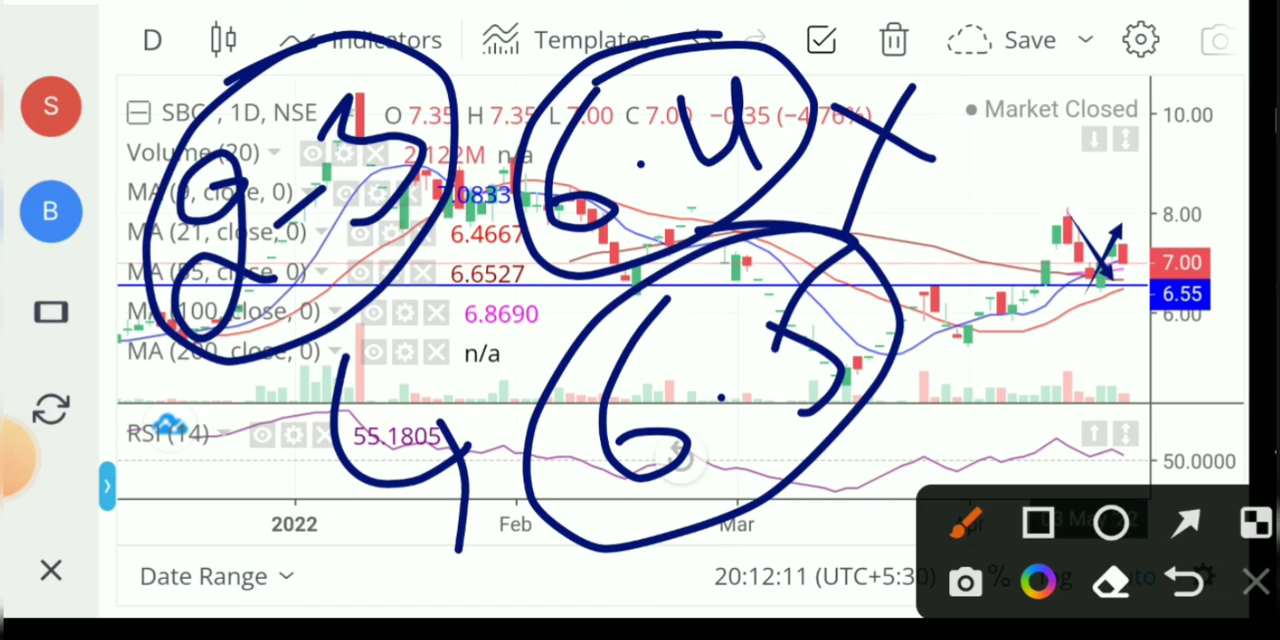 D Indicators Templates Save
S
SBC , 1D, NSE O 7.35 H 7.35 L 7.00 C 7.00 −0.35 (−4.76%)
Market Closed
10.00
Volume (20) 2.122M n/a
MA (9, close, 0) 7.0833
B
8.00
MA (21, close, 0) 6.4667
MA (55, close, 0) 6.6527
7.00
6.55
MA (100, close, 0) 6.8690
6.00
MA (200, close, 0) n/a
6.4
6.5
RSI (14) 55.1805
50.0000
2022 Feb Mar Apr 03 May '22
Date Range 20:12:11 (UTC+5:30) %